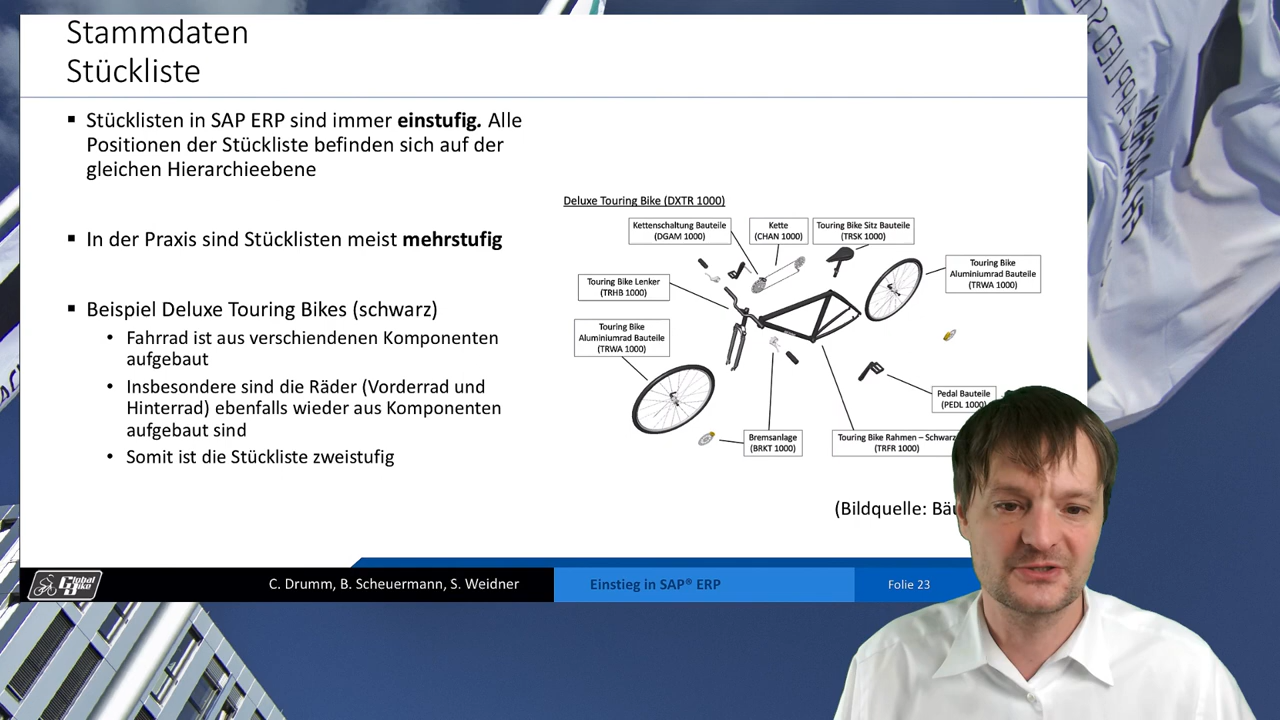 Stammdaten
Stückliste
▪ Stücklisten in SAP ERP sind immer einstufig. Alle
Positionen der Stückliste befinden sich auf der
gleichen Hierarchieebene
▪ In der Praxis sind Stücklisten meist mehrstufig
▪ Beispiel Deluxe Touring Bikes (schwarz)
• Fahrrad ist aus verschiendenen Komponenten
aufgebaut
• Insbesondere sind die Räder (Vorderrad und
Hinterrad) ebenfalls wieder aus Komponenten
aufgebaut sind
• Somit ist die Stückliste zweistufig
Deluxe Touring Bike (DXTR 1000)
Kettenschaltung Bauteile
(DGAM 1000)
Kette
(CHAN 1000)
Touring Bike Sitz Bauteile
(TRSK 1000)
Touring Bike
Aluminiumrad Bauteile
(TRWA 1000)
Touring Bike Lenker
(TRHB 1000)
Touring Bike
Aluminiumrad Bauteile
(TRWA 1000)
Pedal Bauteile
(PEDL 1000)
Bremsanlage
(BRKT 1000)
Touring Bike Rahmen – Schwarz
(TRFR 1000)
(Bildquelle:
Global
Bike
C. Drumm, B. Scheuermann, S. Weidner
Einstieg in SAP® ERP
Folie 23